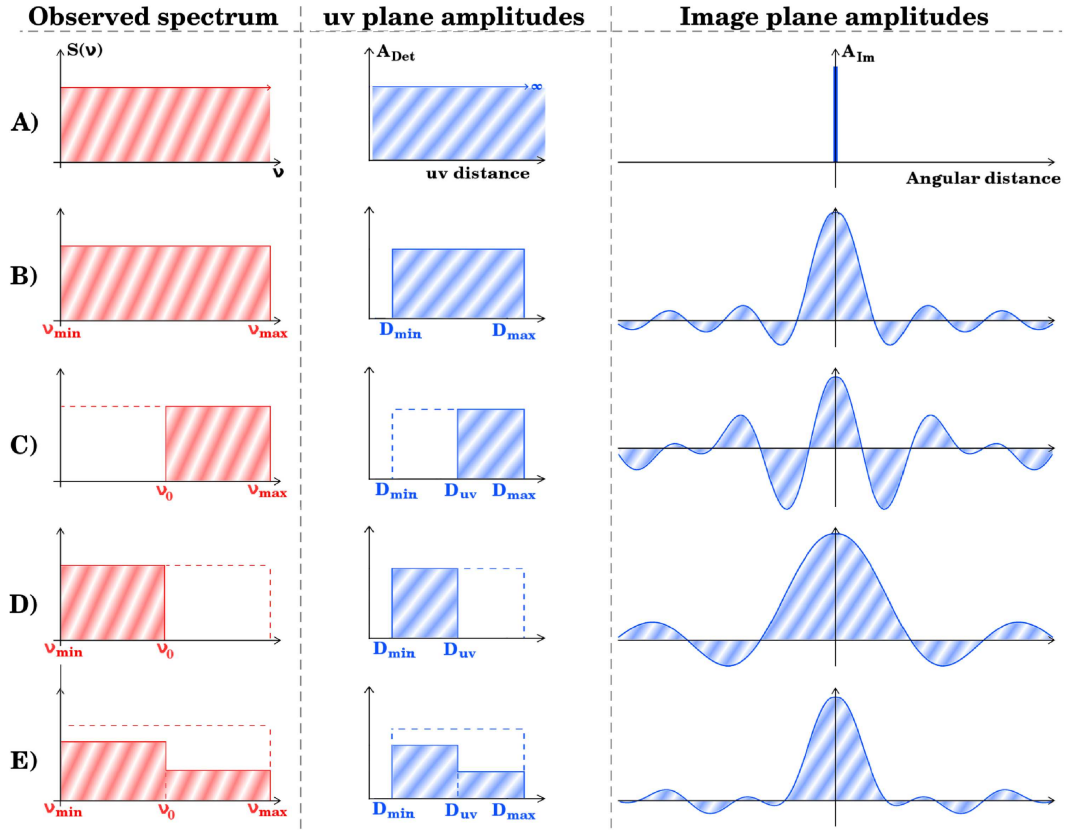 Observed spectrum uv plane amplitudes Image plane amplitudes
S(ν) A_Det A_Im
A) ∞
ν uv distance Angular distance
B)
ν_min ν_max D_min D_max
C)
ν_0 ν_max D_min D_uv D_max
D)
ν_min ν_0 D_min D_uv
E)
ν_min ν_0 ν_max D_min D_uv D_max